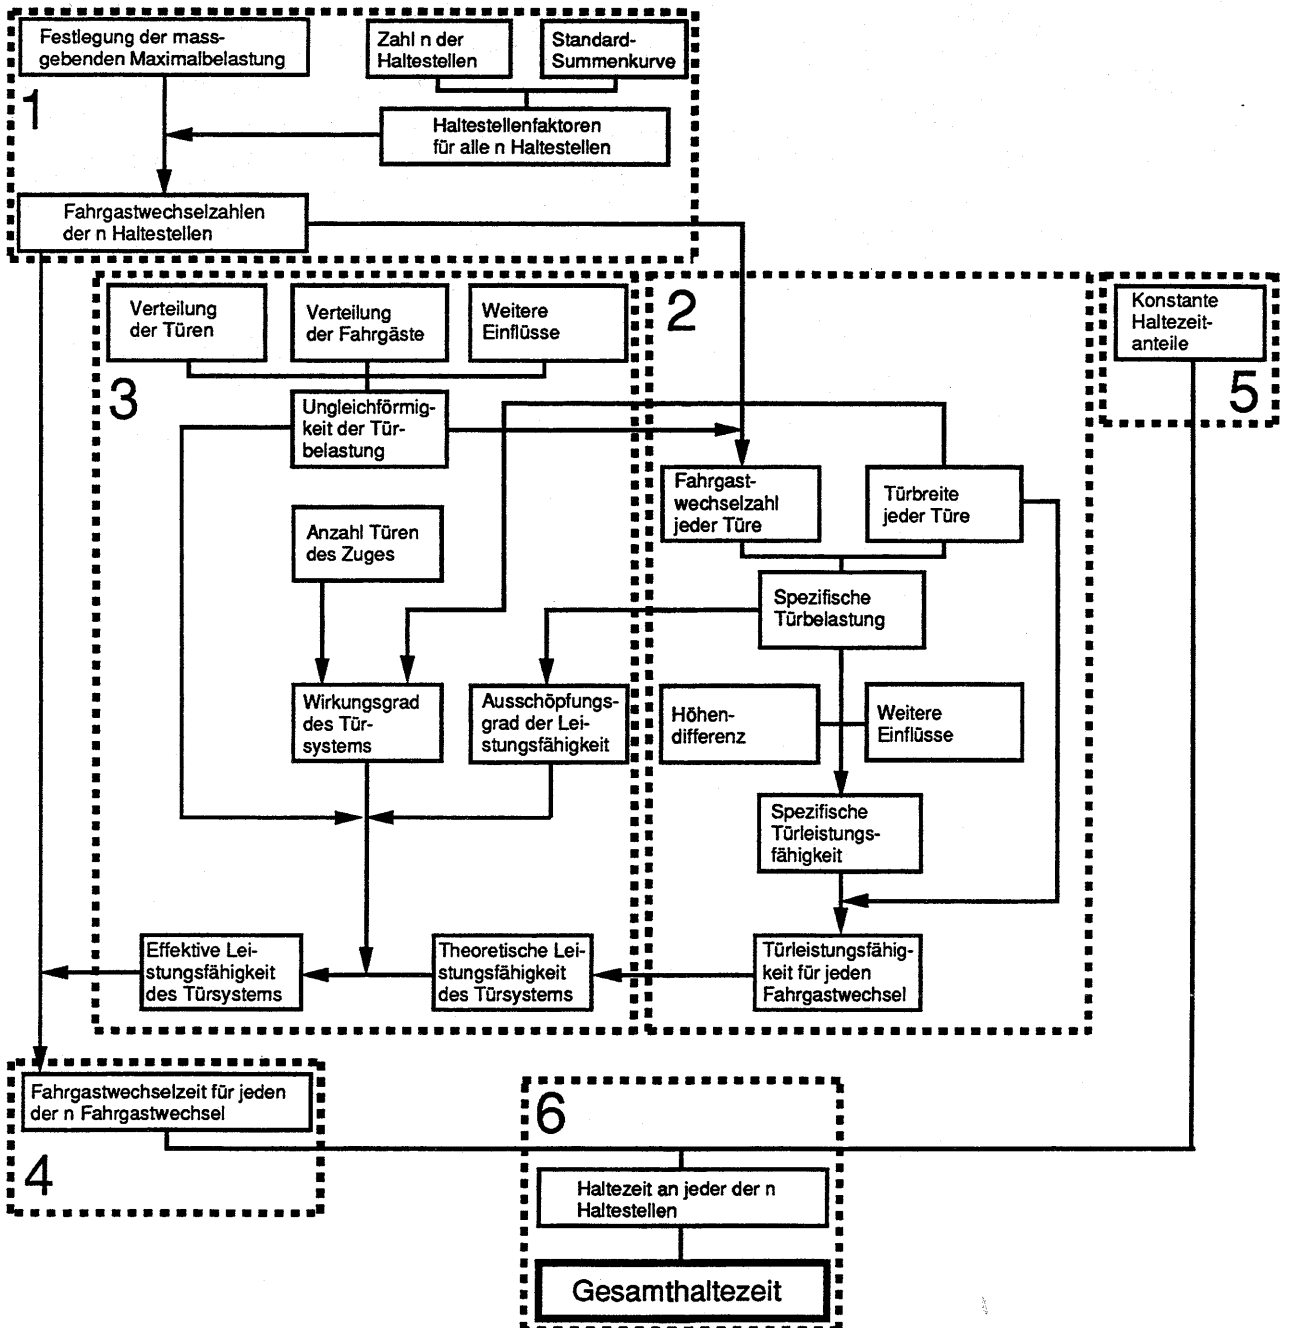 Festlegung der mass-
gebenden Maximalbelastung
Zahl n der
Haltestellen
Standard-
Summenkurve
1
Haltestellenfaktoren
für alle n Haltestellen
Fahrgastwechselzahlen
der n Haltestellen
Verteilung
der Türen
Verteilung
der Fahrgäste
Weitere
Einflüsse
3
Ungleichförmig-
keit der Tür-
belastung
Anzahl Türen
des Zuges
Wirkungsgrad
des Tür-
systems
Ausschöpfungs-
grad der Lei-
stungsfähigkeit
Effektive Lei-
stungsfähigkeit
des Türsystems
Theoretische Lei-
stungsfähigkeit
des Türsystems
2
Fahrgast-
wechselzahl
jeder Türe
Türbreite
jeder Türe
Spezifische
Türbelastung
Höhen-
differenz
Weitere
Einflüsse
Spezifische
Türleistungs-
fähigkeit
Türleistungsfähig-
keit für jeden
Fahrgastwechsel
Konstante
Haltezeit-
anteile
5
Fahrgastwechselzeit für jeden
der n Fahrgastwechsel
4
6
Haltezeit an jeder der n
Haltestellen
Gesamthaltezeit